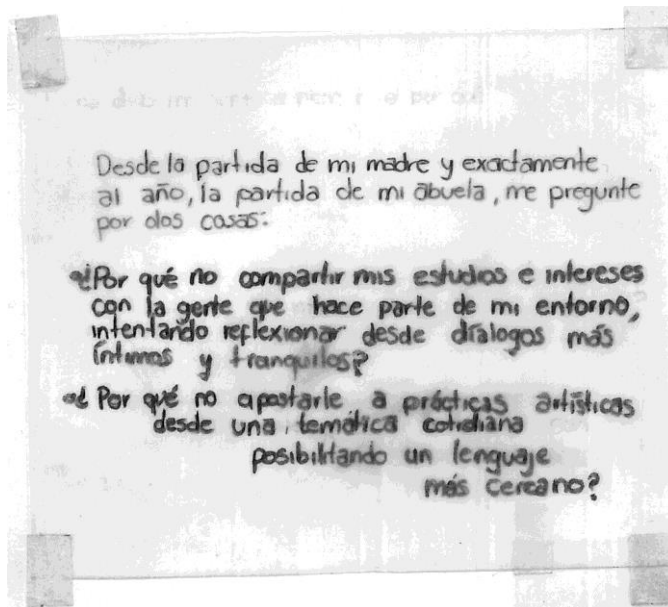 Desde la partida de mi madre y exactamente
al año, la partida de mi abuela, me pregunte
por dos cosas:
¿Por qué no compartir mis estudios e intereses
con la gente que hace parte de mi entorno,
intentando reflexionar desde diálogos más
íntimos y tranquilos?
¿Por qué no apostarle a prácticas artísticas
desde una temática cotidiana
posibilitando un lenguaje
más cercano?